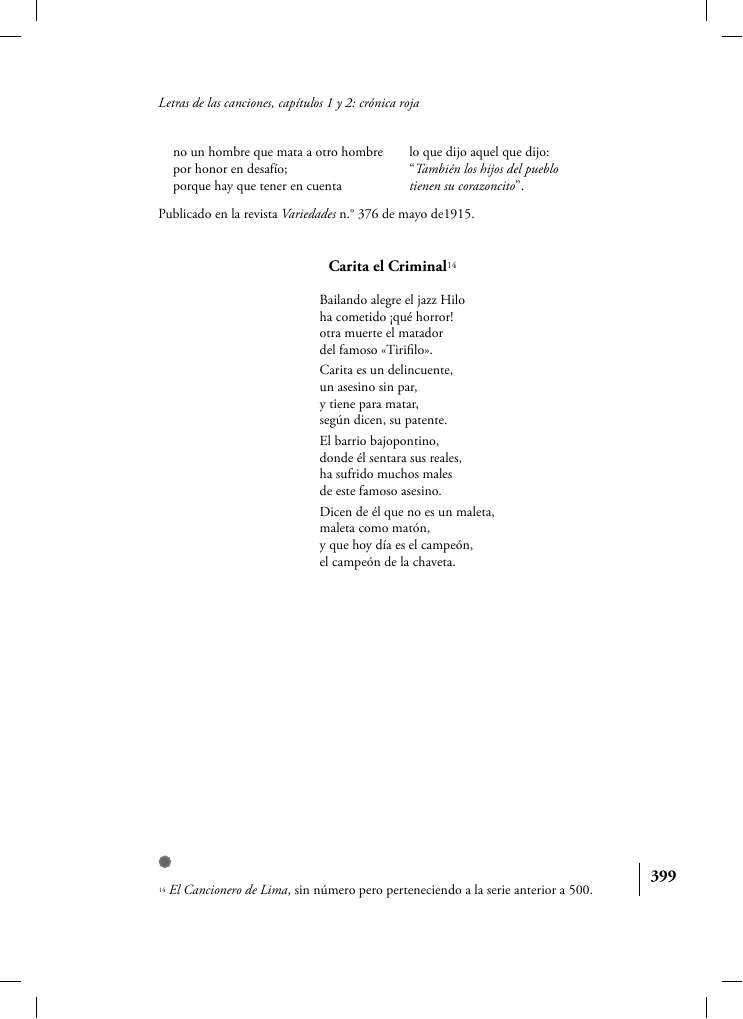 Letras de las canciones, capítulos 1 y 2: crónica roja
no un hombre que mata a otro hombre
por honor en desafío;
porque hay que tener en cuenta
lo que dijo aquel que dijo:
“También los hijos del pueblo
tienen su corazoncito”.
Publicado en la revista Variedades n.° 376 de mayo de1915.
Carita el Criminal14
Bailando alegre el jazz Hilo
ha cometido ¡qué horror!
otra muerte el matador
del famoso «Tirifilo».
Carita es un delincuente,
un asesino sin par,
y tiene para matar,
según dicen, su patente.
El barrio bajopontino,
donde él sentara sus reales,
ha sufrido muchos males
de este famoso asesino.
Dicen de él que no es un maleta,
maleta como matón,
y que hoy día es el campeón,
el campeón de la chaveta.
399
14 El Cancionero de Lima, sin número pero perteneciendo a la serie anterior a 500.